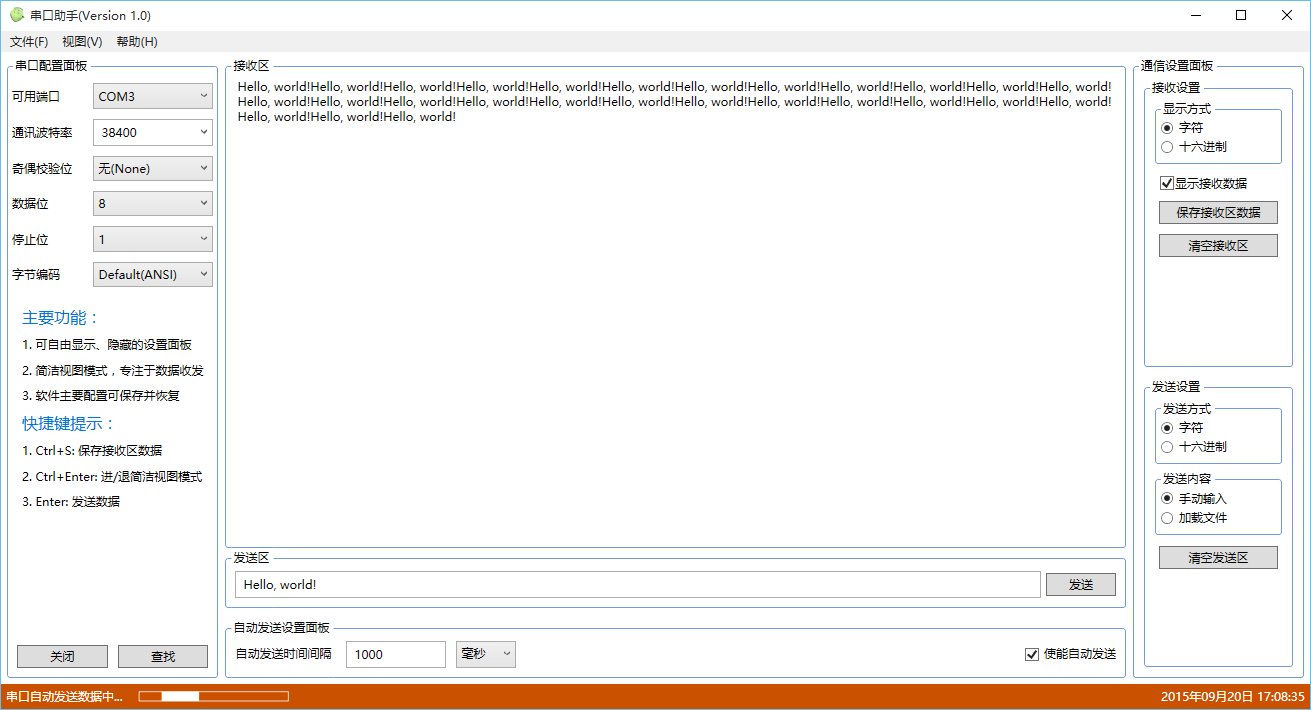 串口助手(Version 1.0)
文件(F) 视图(V) 帮助(H)
串口配置面板
可用端口 COM3
通讯波特率 38400
奇偶校验位 无(None)
数据位 8
停止位 1
字节编码 Default(ANSI)
主要功能：
1. 可自由显示、隐藏的设置面板
2. 简洁视图模式，专注于数据收发
3. 软件主要配置可保存并恢复
快捷键提示：
1. Ctrl+S: 保存接收区数据
2. Ctrl+Enter: 进/退简洁视图模式
3. Enter: 发送数据
关闭 查找
接收区
Hello, world!Hello, world!Hello, world!Hello, world!Hello, world!Hello, world!Hello, world!Hello, world!Hello, world!Hello, world!Hello, world!Hello, world!
Hello, world!Hello, world!Hello, world!Hello, world!Hello, world!Hello, world!Hello, world!Hello, world!Hello, world!Hello, world!Hello, world!Hello, world!
Hello, world!Hello, world!Hello, world!
发送区
Hello, world! 发送
自动发送设置面板
自动发送时间间隔 1000 毫秒 使能自动发送
通信设置面板
接收设置
显示方式
字符
十六进制
显示接收数据
保存接收区数据
清空接收区
发送设置
发送方式
字符
十六进制
发送内容
手动输入
加载文件
清空发送区
串口自动发送数据中... 2015年09月20日 17:08:35